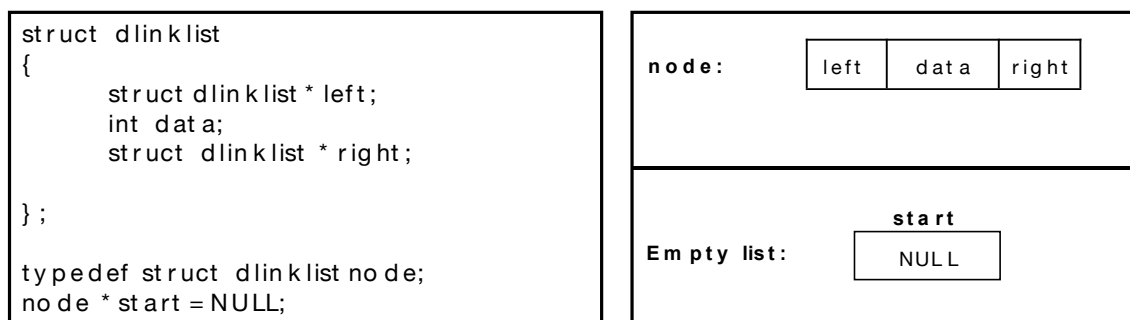 struct dlinklist
{
struct dlinklist * left;
int data;
struct dlinklist * right;
};
typedef struct dlinklist node;
node * start = NULL;
node: left data right
start
Empty list: NULL